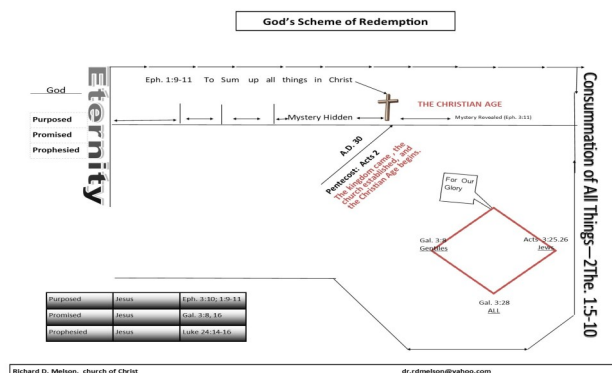 God's Scheme of Redemption
Eph. 1:9-11 To Sum up all things in Christ
God
Eternity
Purposed
Promised
Prophesied
Mystery Hidden
THE CHRISTIAN AGE
Mystery Revealed (Eph. 3:11)
A.D. 30
Pentecost: Acts 2
The kingdom came, the
church established, and
the Christian Age begins.
For Our
Glory
Gal. 3:8
Gentiles
Acts 3:25.26
Jews
Gal. 3:28
ALL
Consummation of All Things—2The. 1:5-10
Purposed Jesus Eph. 3:10; 1:9-11
Promised Jesus Gal. 3:8, 16
Prophesied Jesus Luke 24:14-16
Richard D. Melson, church of Christ dr.rdmelson@yahoo.com